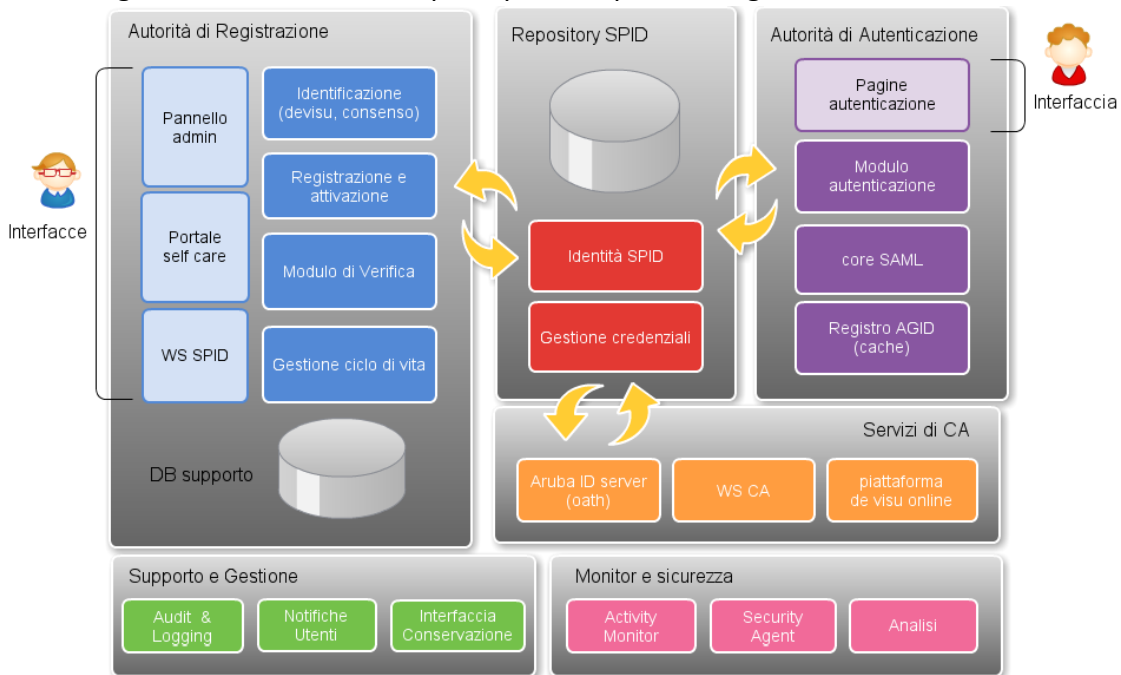 Autorità di Registrazione
Interfacce
Pannello
admin
Portale
self care
WS SPID
Identificazione
(devisu, consenso)
Registrazione e
attivazione
Modulo di Verifica
Gestione ciclo di vita
DB supporto
Repository SPID
Identità SPID
Gestione credenziali
Autorità di Autenticazione
Interfaccia
Pagine
autenticazione
Modulo
autenticazione
core SAML
Registro AGID
(cache)
Servizi di CA
Aruba ID server
(oath)
WS CA
piattaforma
de visu online
Supporto e Gestione
Audit &
Logging
Notifiche
Utenti
Interfaccia
Conservazione
Monitor e sicurezza
Activity
Monitor
Security
Agent
Analisi